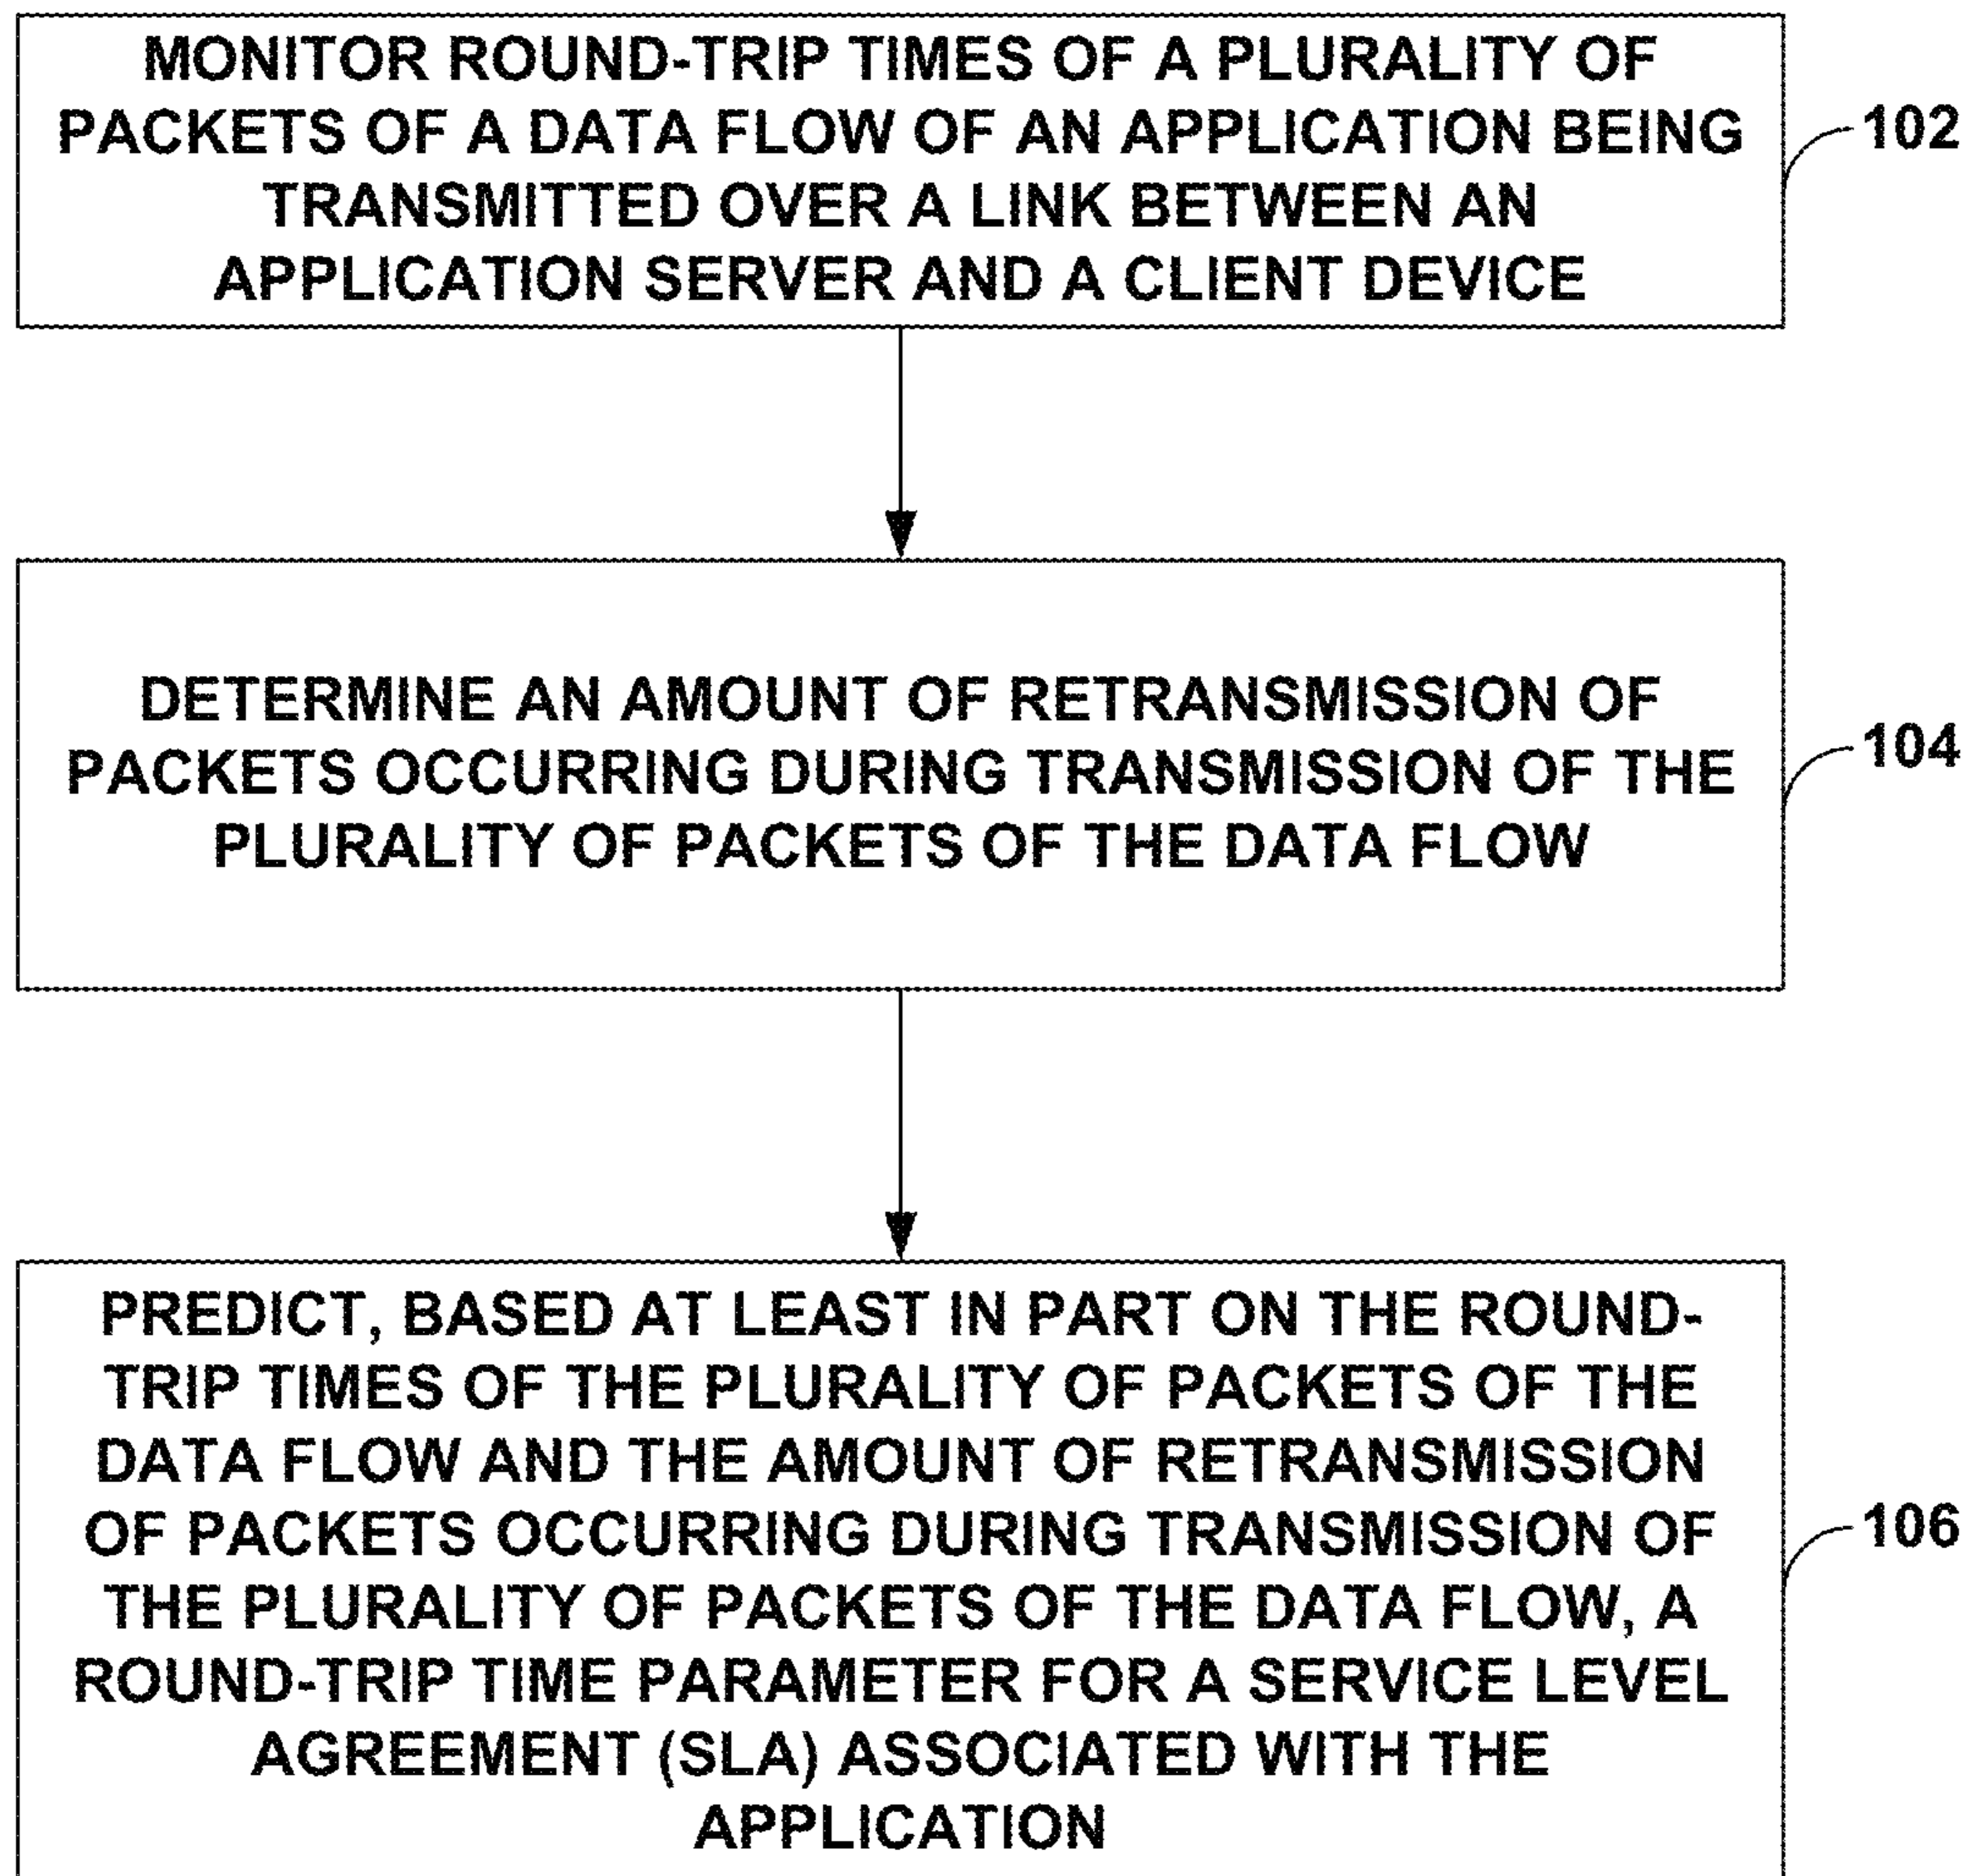 MONITOR ROUND-TRIP TIMES OF A PLURALITY OF
PACKETS OF A DATA FLOW OF AN APPLICATION BEING
TRANSMITTED OVER A LINK BETWEEN AN
APPLICATION SERVER AND A CLIENT DEVICE
102
DETERMINE AN AMOUNT OF RETRANSMISSION OF
PACKETS OCCURRING DURING TRANSMISSION OF THE
PLURALITY OF PACKETS OF THE DATA FLOW
104
PREDICT, BASED AT LEAST IN PART ON THE ROUND-
TRIP TIMES OF THE PLURALITY OF PACKETS OF THE
DATA FLOW AND THE AMOUNT OF RETRANSMISSION
OF PACKETS OCCURRING DURING TRANSMISSION OF
THE PLURALITY OF PACKETS OF THE DATA FLOW, A
ROUND-TRIP TIME PARAMETER FOR A SERVICE LEVEL
AGREEMENT (SLA) ASSOCIATED WITH THE
APPLICATION
106